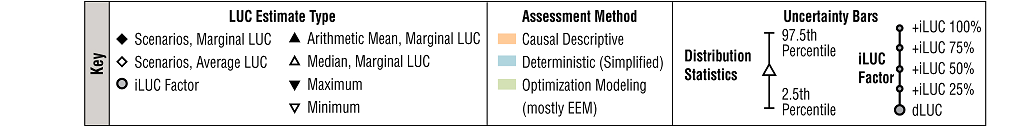 Key
LUC Estimate Type
Scenarios, Marginal LUC
Scenarios, Average LUC
iLUC Factor
Arithmetic Mean, Marginal LUC
Median, Marginal LUC
Maximum
Minimum
Assessment Method
Causal Descriptive
Deterministic (Simplified)
Optimization Modeling
(mostly EEM)
Uncertainty Bars
Distribution
Statistics
97.5th
Percentile
2.5th
Percentile
iLUC
Factor
+iLUC 100%
+iLUC 75%
+iLUC 50%
+iLUC 25%
dLUC